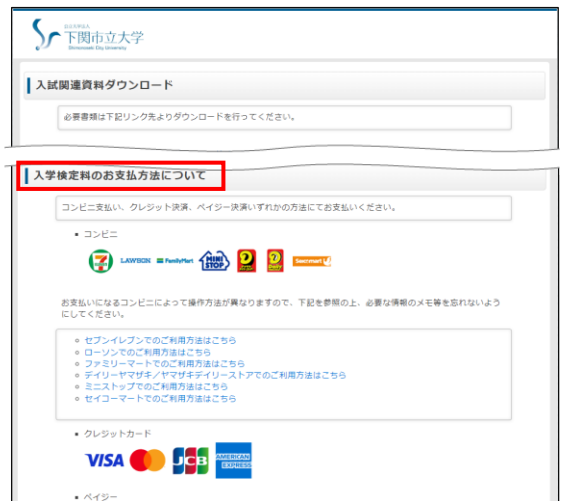 公立大学法人
下関市立大学
Shimonoseki City University
入試関連資料ダウンロード
必要書類は下記リンク先よりダウンロードを行ってください。
入学検定料のお支払方法について
コンビニ支払い、クレジット決済、ペイジー決済いずれかの方法にてお支払いください。
• コンビニ
7 LAWSON FamilyMart MINI STOP Daily Seicomart
お支払いになるコンビニによって操作方法が異なりますので、下記を参照の上、必要な情報のメモ等を忘れないよう
にしてください。
セブンイレブンでのご利用方法はこちら
ローソンでのご利用方法はこちら
ファミリーマートでのご利用方法はこちら
デイリーヤマザキ／ヤマザキデイリーストアでのご利用方法はこちら
ミニストップでのご利用方法はこちら
セイコーマートでのご利用方法はこちら
• クレジットカード
VISA JCB AMERICAN EXPRESS
• ペイジー